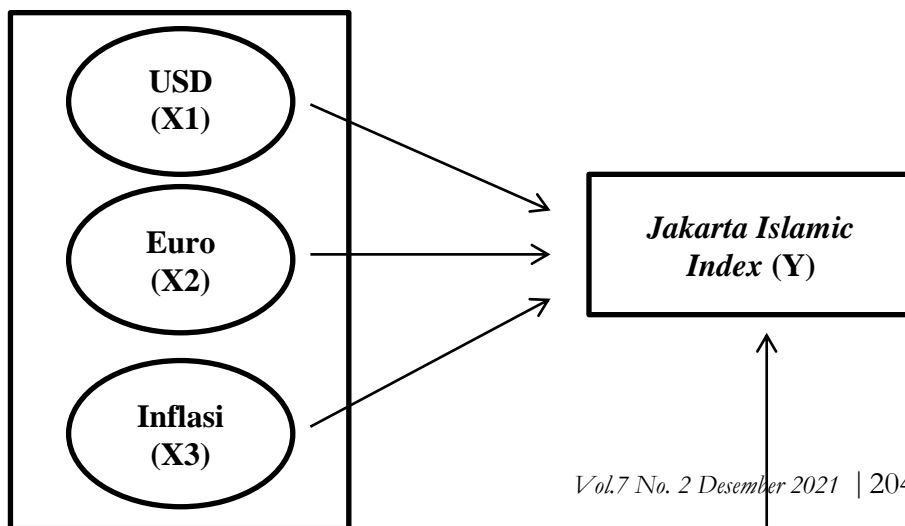 USD
(X1)
Euro
(X2)
Inflasi
(X3)
Jakarta Islamic
Index (Y)
Vol.7 No. 2 Desember 2021 | 204